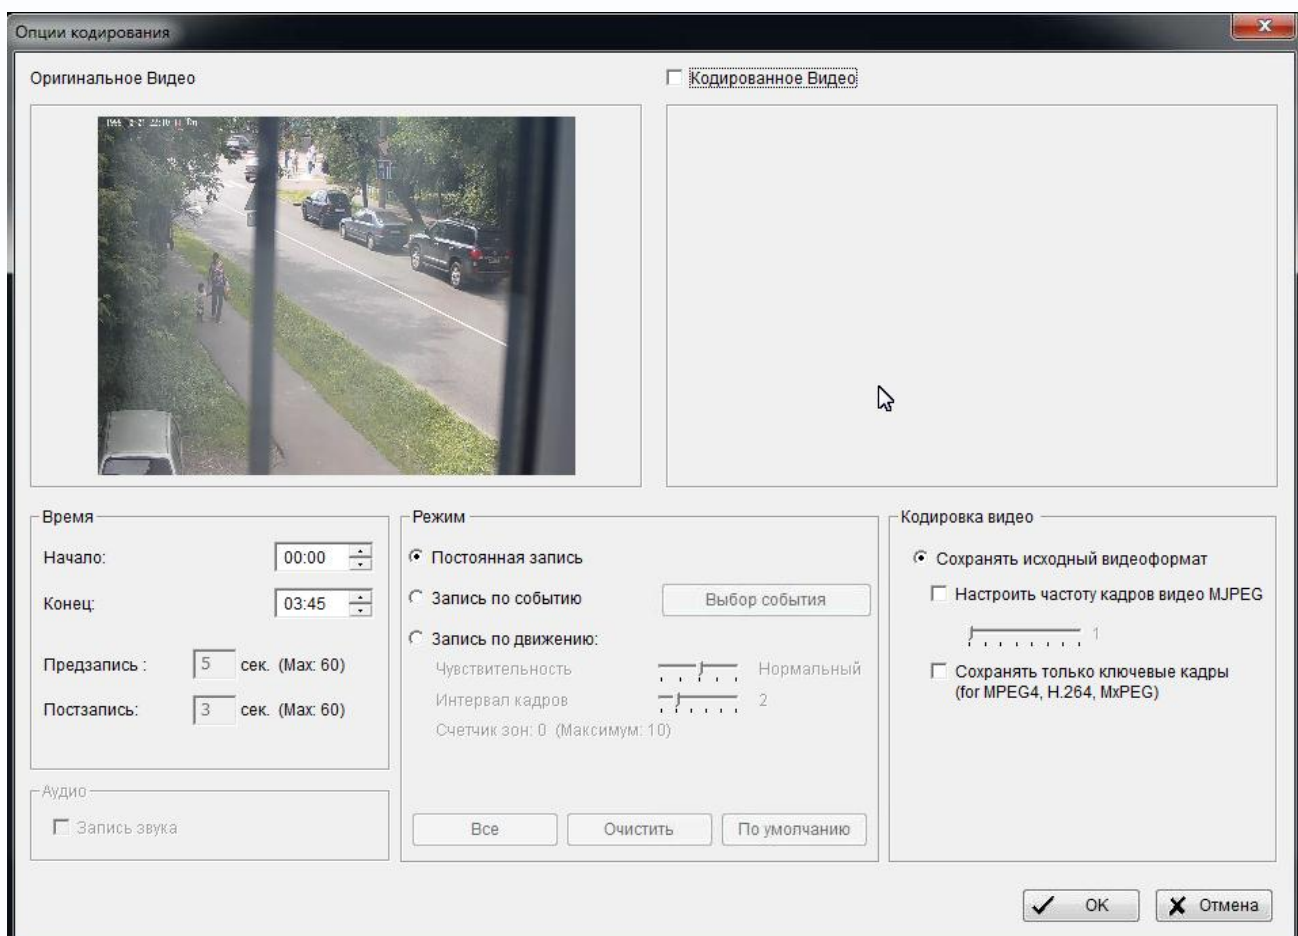 Опции кодирования
Оригинальное Видео
Кодированное Видео
Время
Начало: 00:00
Конец: 03:45
Предзапись : 5 сек. (Max: 60)
Постзапись: 3 сек. (Max: 60)
Аудио
Запись звука
Режим
Постоянная запись
Запись по событию Выбор события
Запись по движению:
Чувствительность Нормальный
Интервал кадров 2
Счетчик зон: 0 (Максимум: 10)
Все Очистить По умолчанию
Кодировка видео
Сохранять исходный видеоформат
Настроить частоту кадров видео MJPEG
1
Сохранять только ключевые кадры
(for MPEG4, H.264, MxPEG)
OK Отмена